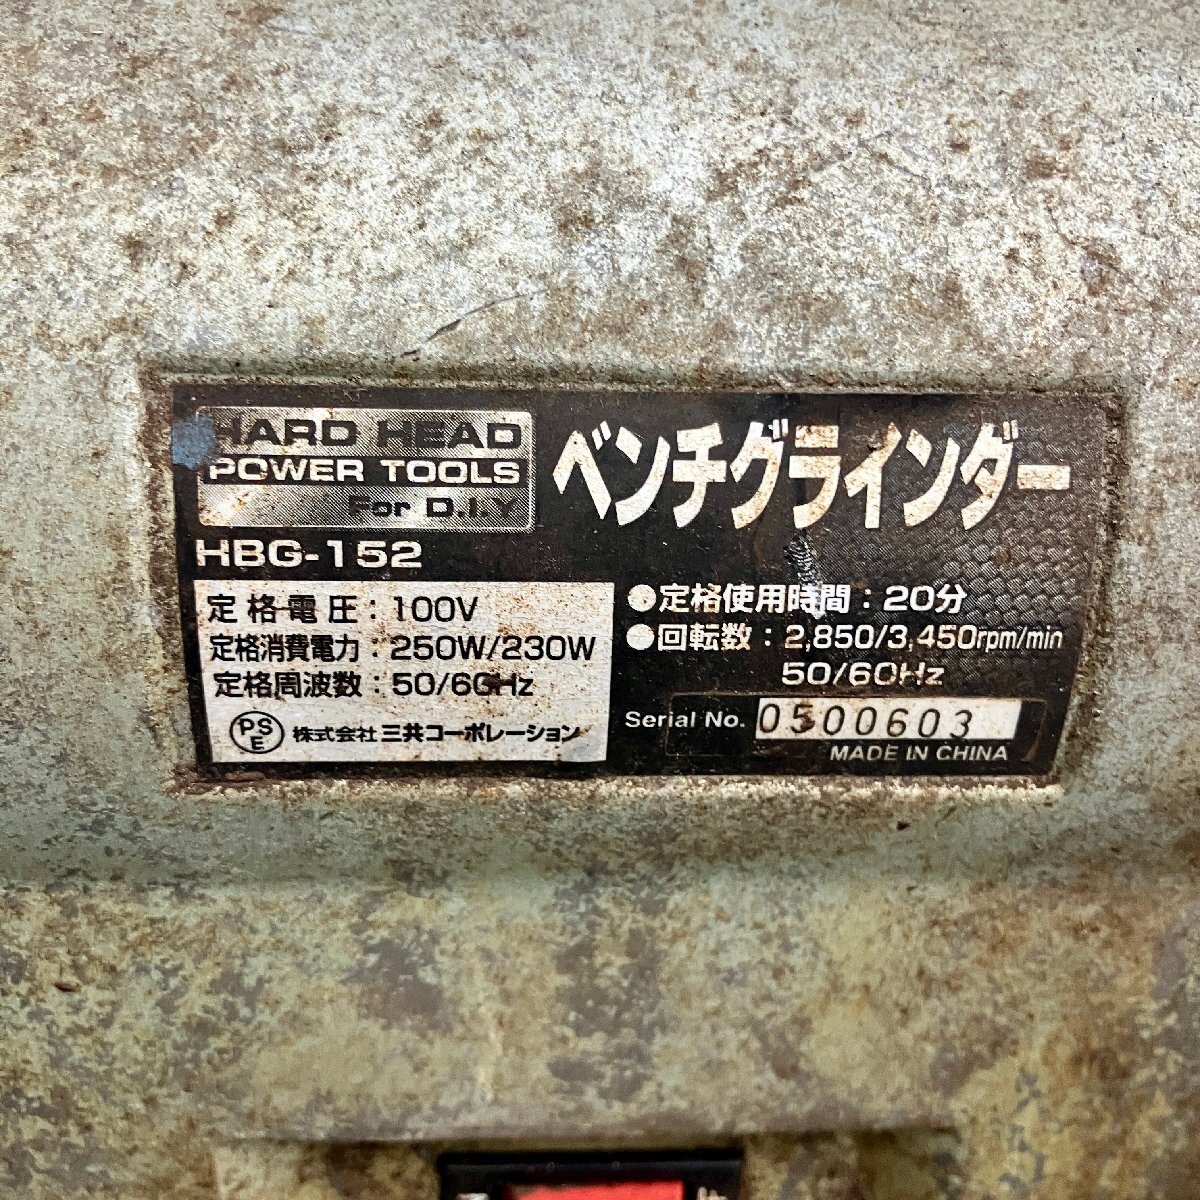 HARD HEAD
POWER TOOLS
For D.I.Y
ベンチグラインダー
HBG-152
定格電圧：100V
定格消費電力：250W/230W
定格周波数：50/60Hz
PS
E
株式会社 三共コーポレーション
●定格使用時間：20分
●回転数：2,850/3,450rpm/min
50/60Hz
Serial No. 0500603
MADE IN CHINA